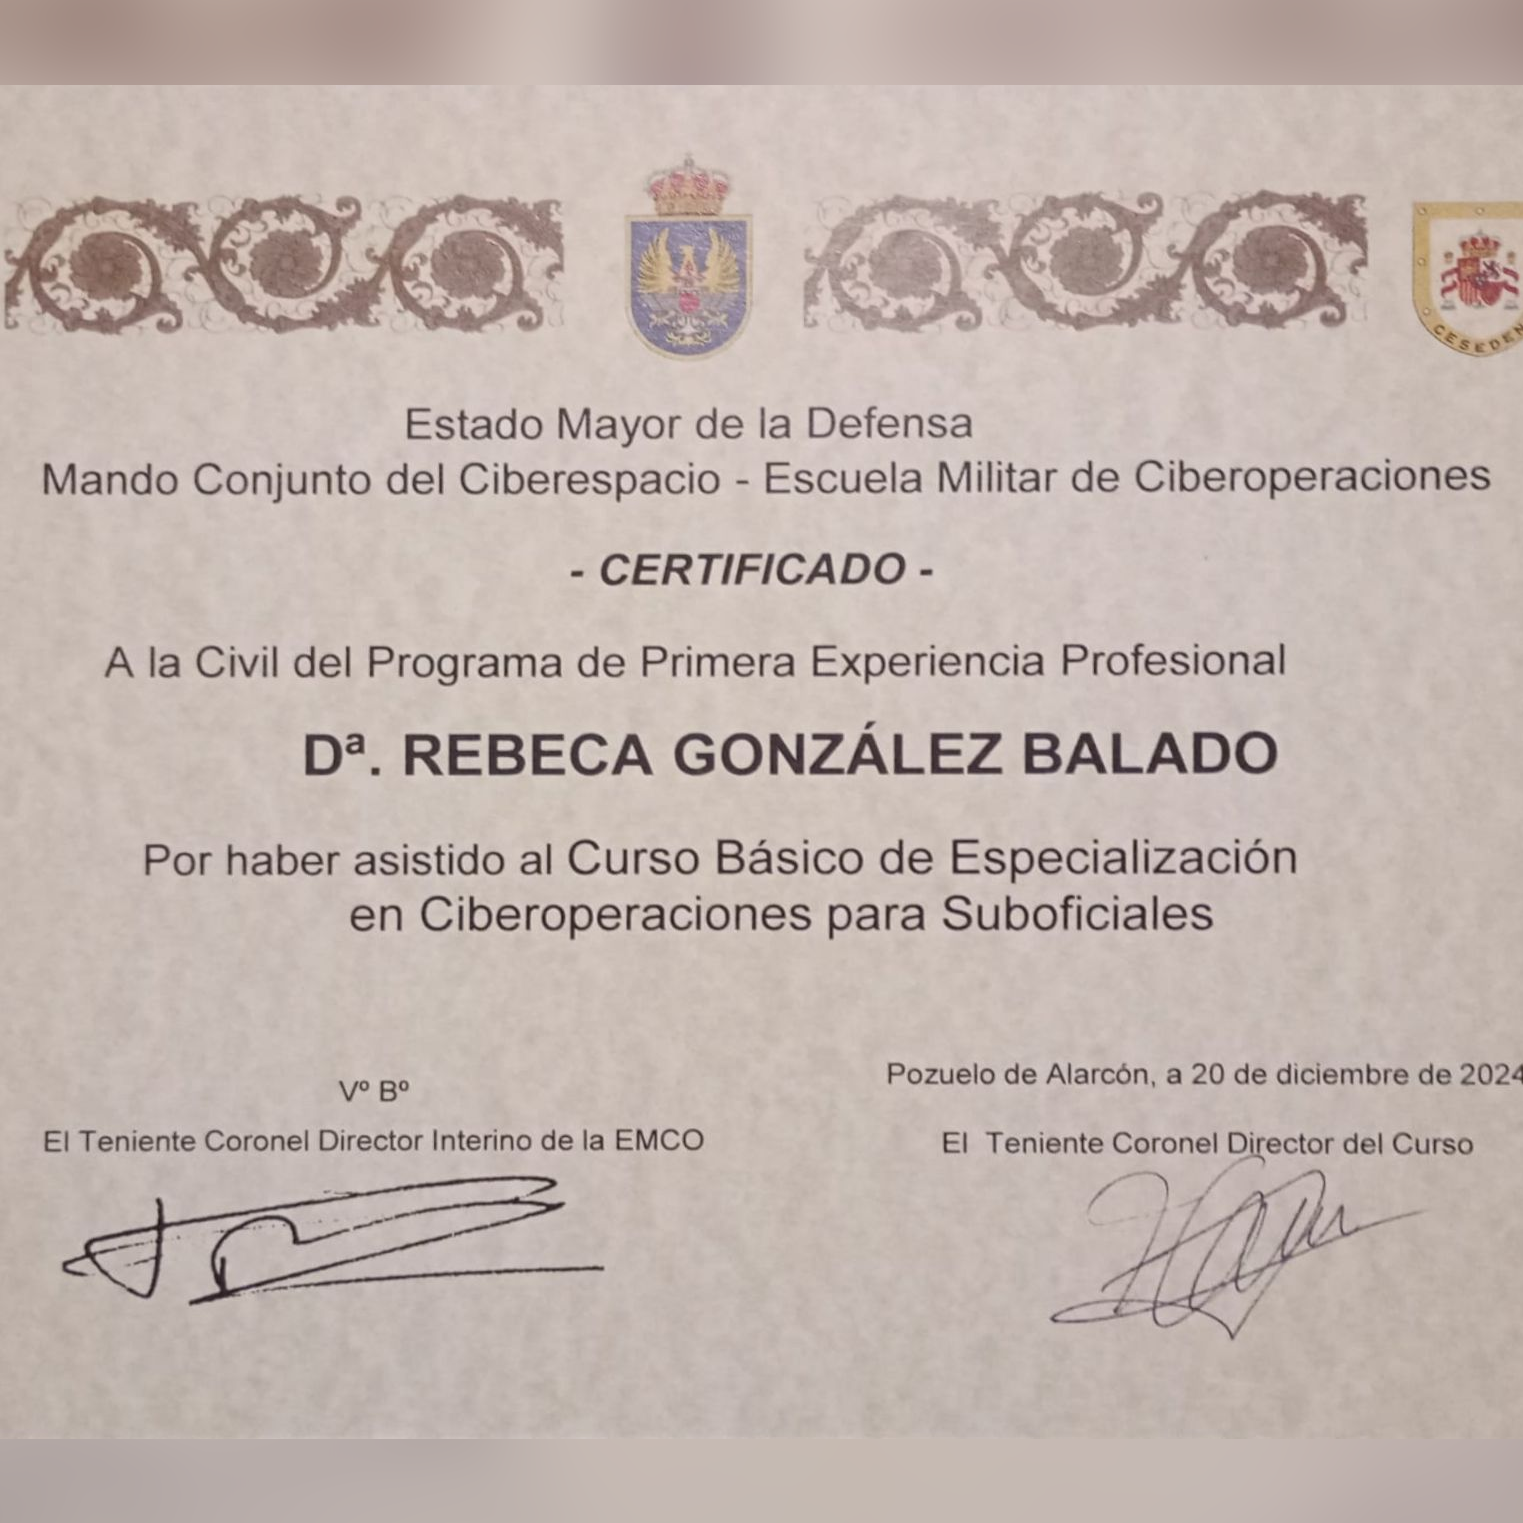 CESEDEN
Estado Mayor de la Defensa
Mando Conjunto del Ciberespacio - Escuela Militar de Ciberoperaciones
- CERTIFICADO -
A la Civil del Programa de Primera Experiencia Profesional
Dª. REBECA GONZÁLEZ BALADO
Por haber asistido al Curso Básico de Especialización
en Ciberoperaciones para Suboficiales
Pozuelo de Alarcón, a 20 de diciembre de 2024
Vº Bº
El Teniente Coronel Director Interino de la EMCO
El Teniente Coronel Director del Curso